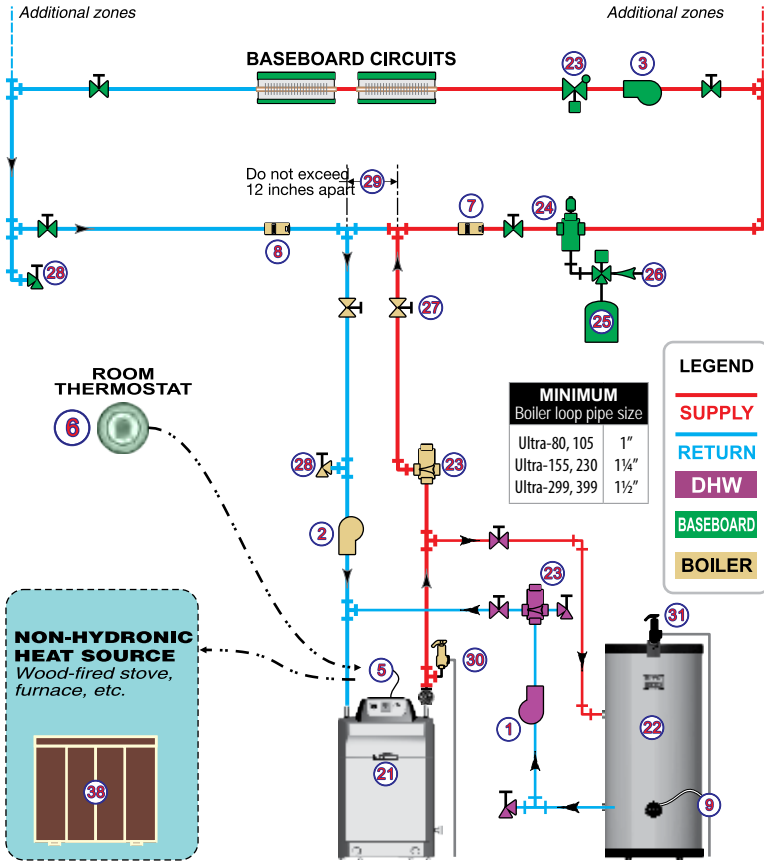 Additional zones
Additional zones
BASEBOARD CIRCUITS
23
3
Do not exceed
12 inches apart
29
7
24
8
28
26
25
27
ROOM
THERMOSTAT
6
LEGEND
SUPPLY
RETURN
DHW
BASEBOARD
BOILER
MINIMUM
Boiler loop pipe size
Ultra-80, 105 1”
Ultra-155, 230 1¼”
Ultra-299, 399 1½”
28
23
2
23
31
NON-HYDRONIC
HEAT SOURCE
Wood-fired stove,
furnace, etc.
5
30
1
22
21
38
9